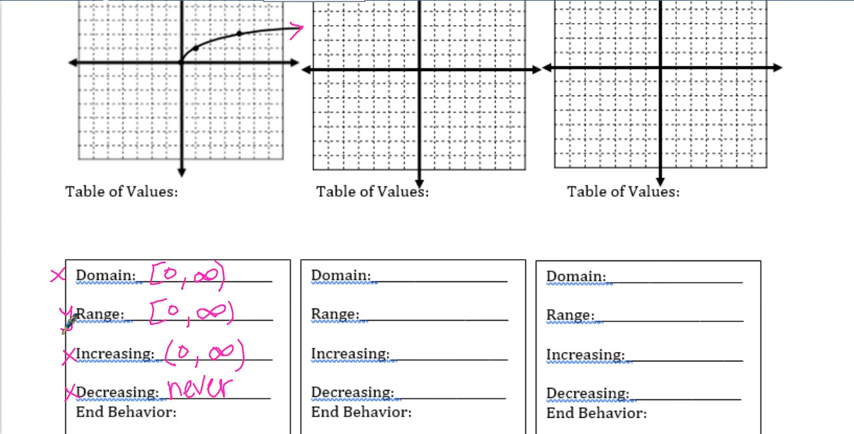 Table of Values: Table of Values: Table of Values:
x Domain: [0, ∞)
y Range: [0, ∞)
x Increasing: (0, ∞)
x Decreasing: never
End Behavior:
Domain:
Range:
Increasing:
Decreasing:
End Behavior:
Domain:
Range:
Increasing:
Decreasing:
End Behavior: